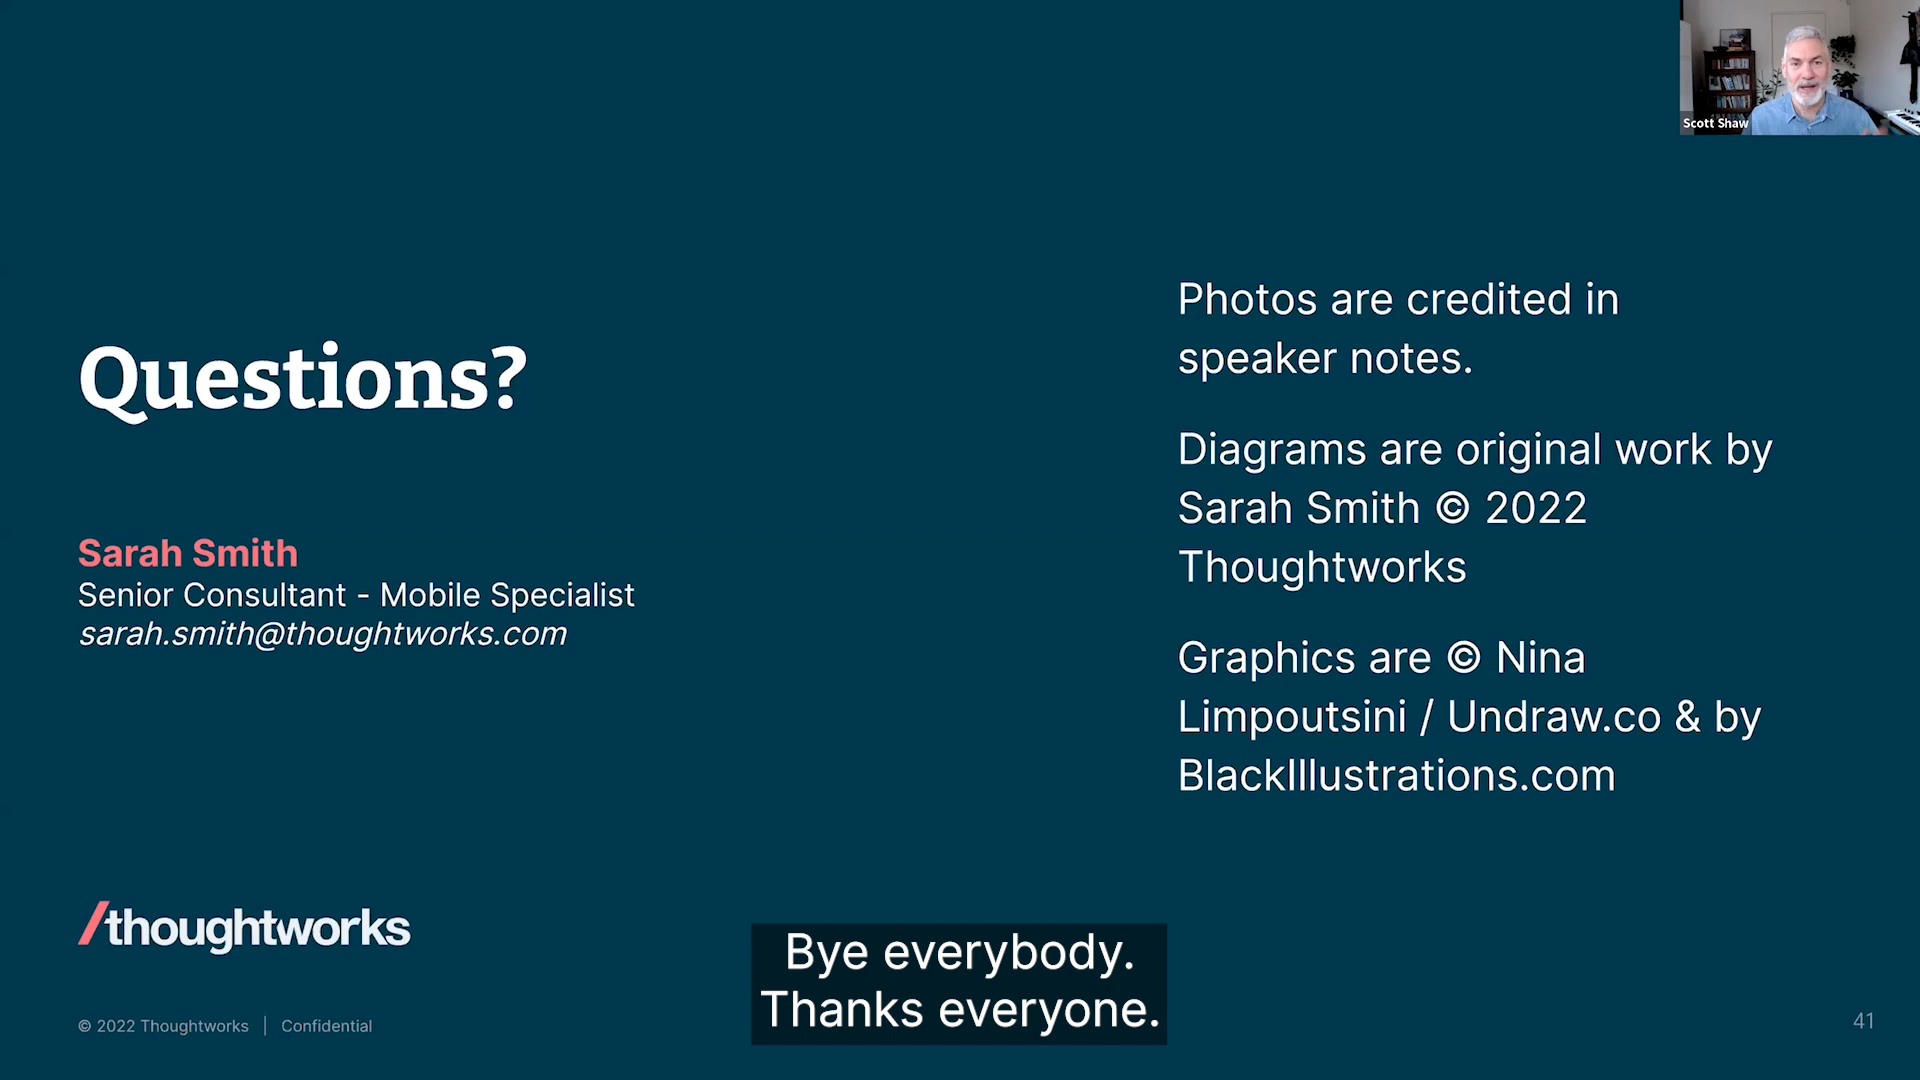 Scott Shaw
Questions?
Sarah Smith
Senior Consultant - Mobile Specialist
sarah.smith@thoughtworks.com
Photos are credited in
speaker notes.
Diagrams are original work by
Sarah Smith © 2022
Thoughtworks
Graphics are © Nina
Limpoutsini / Undraw.co & by
BlackIllustrations.com
/thoughtworks
Bye everybody.
Thanks everyone.
© 2022 Thoughtworks | Confidential
41